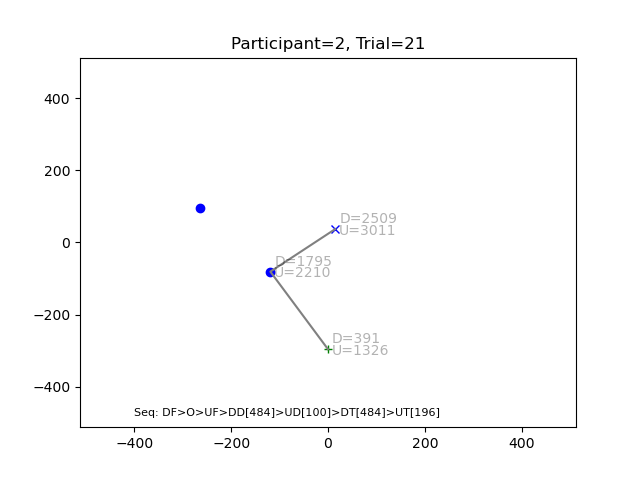 Participant=2, Trial=21
400
200
0
−200
−400
D=2509
U=3011
D=1795
U=2210
D=391
U=1326
Seq: DF>O>UF>DD[484]>UD[100]>DT[484]>UT[196]
−400
−200
0
200
400